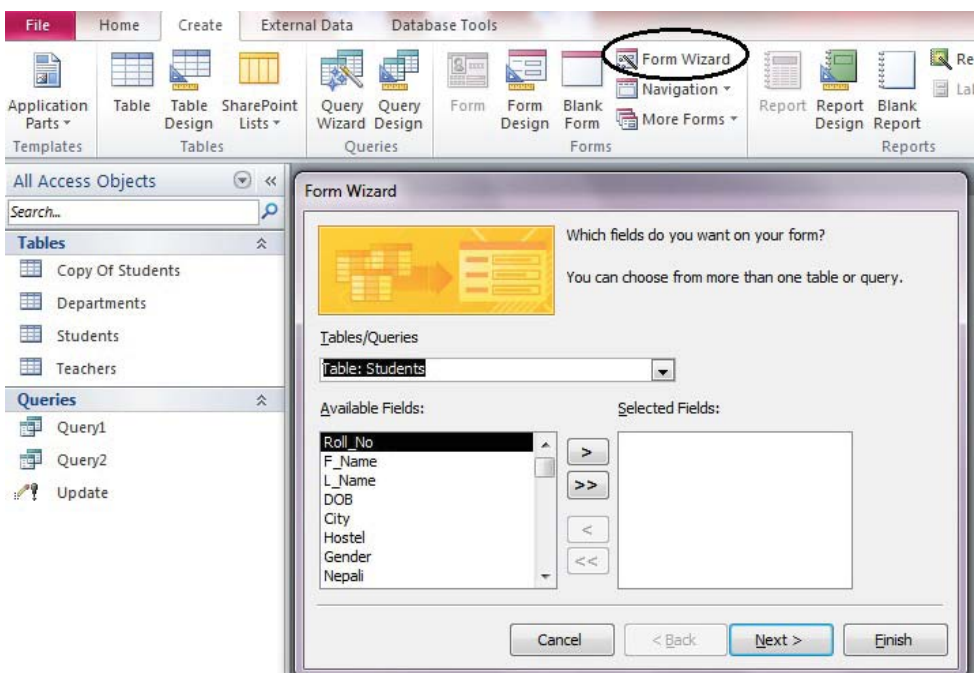 File Home Create External Data Database Tools
Application Parts
Table
Table Design
SharePoint Lists
Query Wizard
Query Design
Form
Form Design
Blank Form
Form Wizard
Navigation
More Forms
Report
Report Design
Blank Report
Templates Tables Queries Forms Reports
All Access Objects
Search...
Tables
Copy Of Students
Departments
Students
Teachers
Queries
Query1
Query2
Update
Form Wizard
Which fields do you want on your form?
You can choose from more than one table or query.
Tables/Queries
Table: Students
Available Fields: Selected Fields:
Roll_No
F_Name
L_Name
DOB
City
Hostel
Gender
Nepali
>
>>
<
<<
Cancel < Back Next > Finish